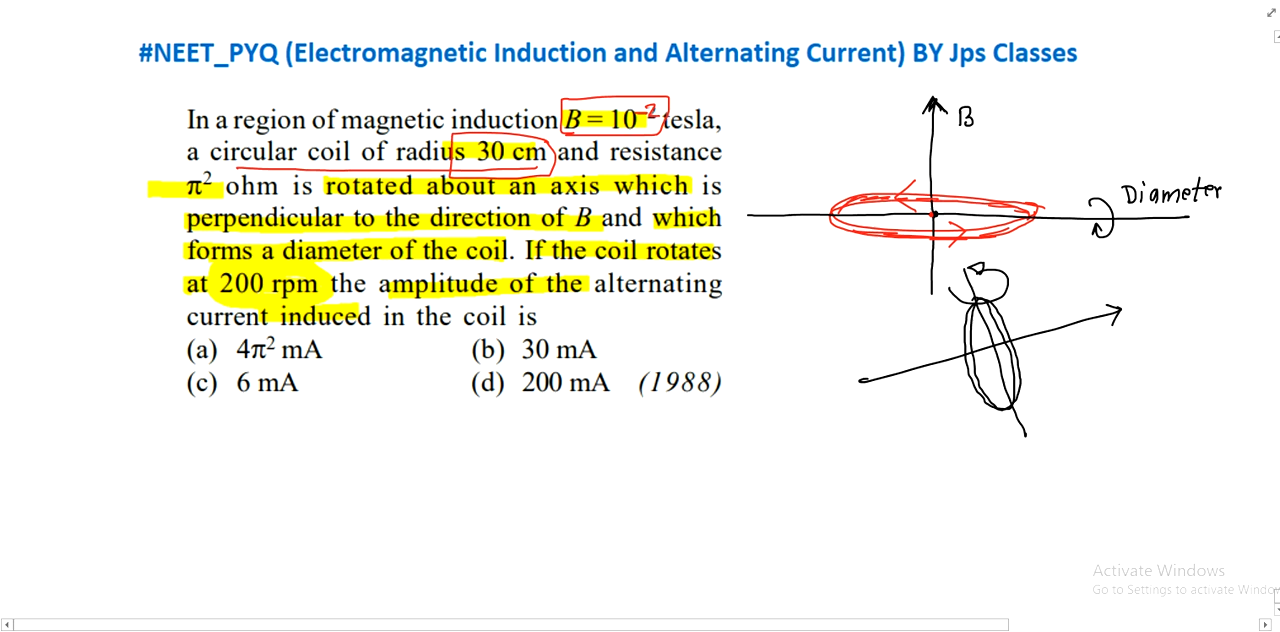 #NEET_PYQ (Electromagnetic Induction and Alternating Current) BY Jps Classes
In a region of magnetic induction B = 10⁻² tesla,
a circular coil of radius 30 cm and resistance
π² ohm is rotated about an axis which is
perpendicular to the direction of B and which
forms a diameter of the coil. If the coil rotates
at 200 rpm the amplitude of the alternating
current induced in the coil is
(a) 4π² mA (b) 30 mA
(c) 6 mA (d) 200 mA (1988)
B
Diameter
Activate Windows
Go to Settings to activate